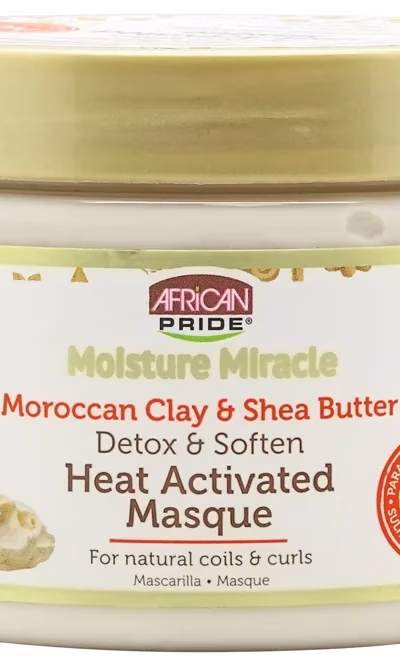 AFRiCAN
PRIDE®
Moisture Miracle
Moroccan Clay & Shea Butter
Detox & Soften
Heat Activated
Masque
For natural coils & curls
Mascarilla • Masque